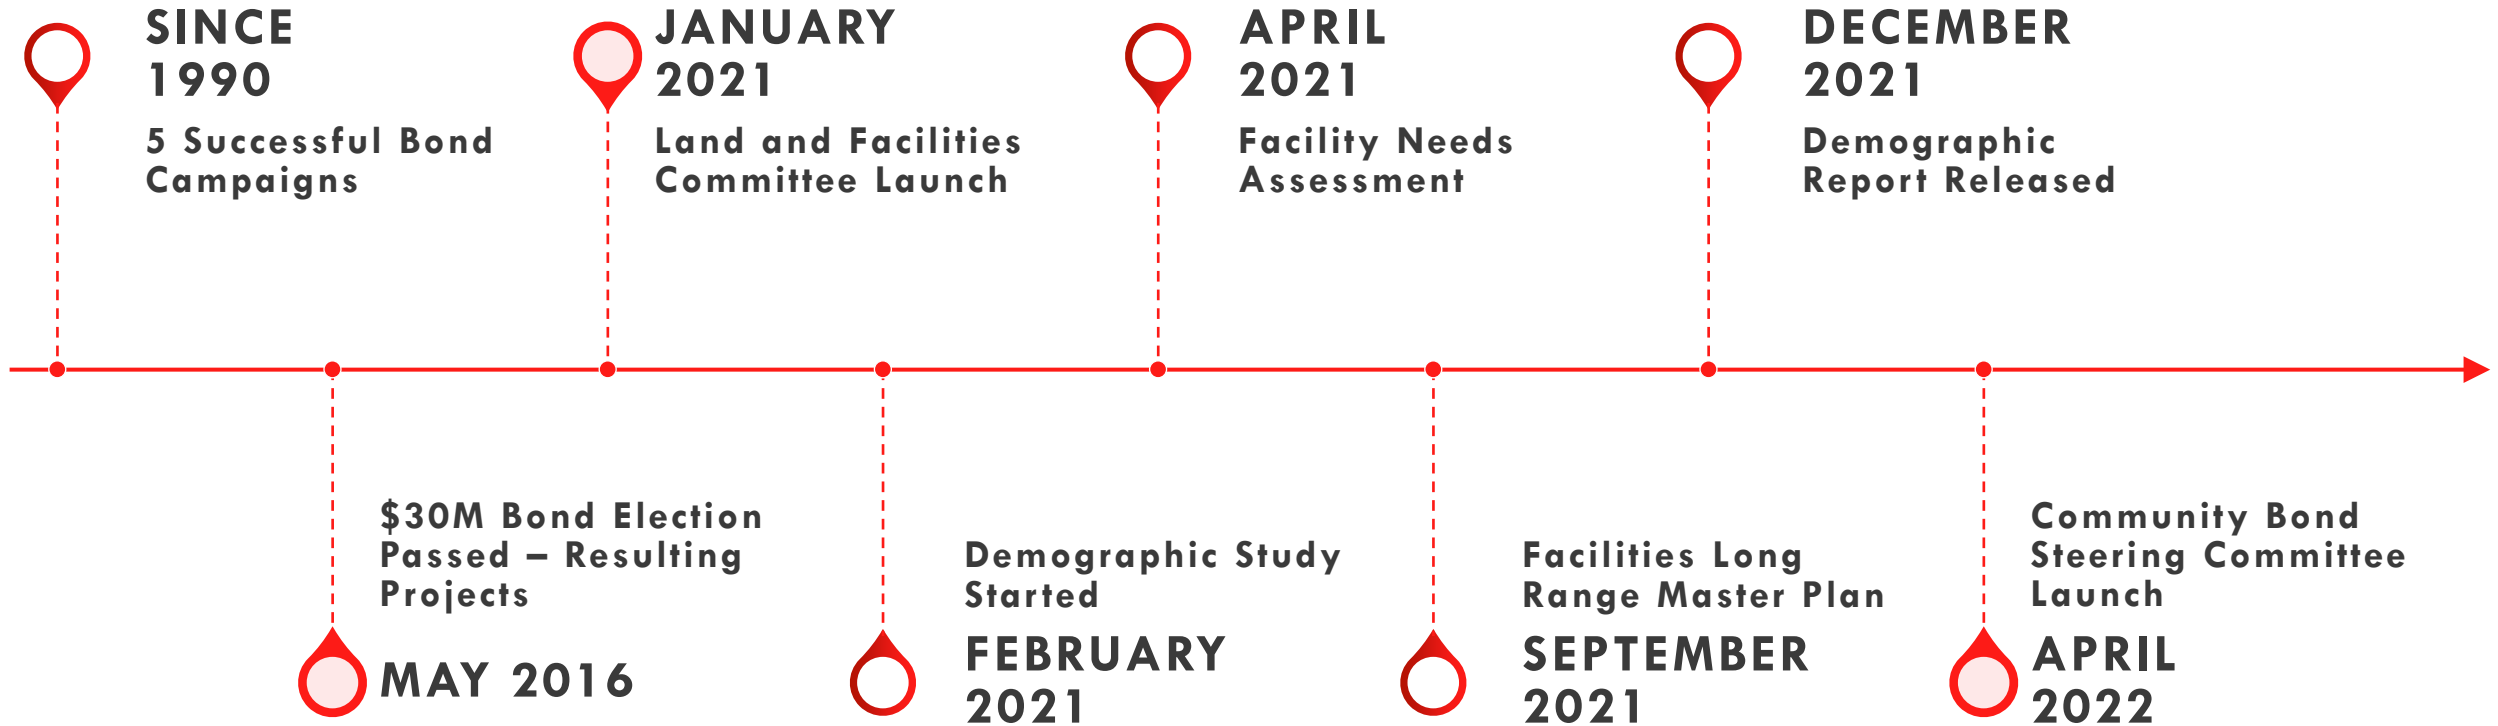 SINCE
1990
5 Successful Bond
Campaigns
$30M Bond Election
Passed – Resulting
Projects
MAY 2016
JANUARY
2021
Land and Facilities
Committee Launch
Demographic Study
Started
FEBRUARY
2021
APRIL
2021
Facility Needs
Assessment
Facilities Long
Range Master Plan
SEPTEMBER
2021
DECEMBER
2021
Demographic
Report Released
Community Bond
Steering Committee
Launch
APRIL
2022